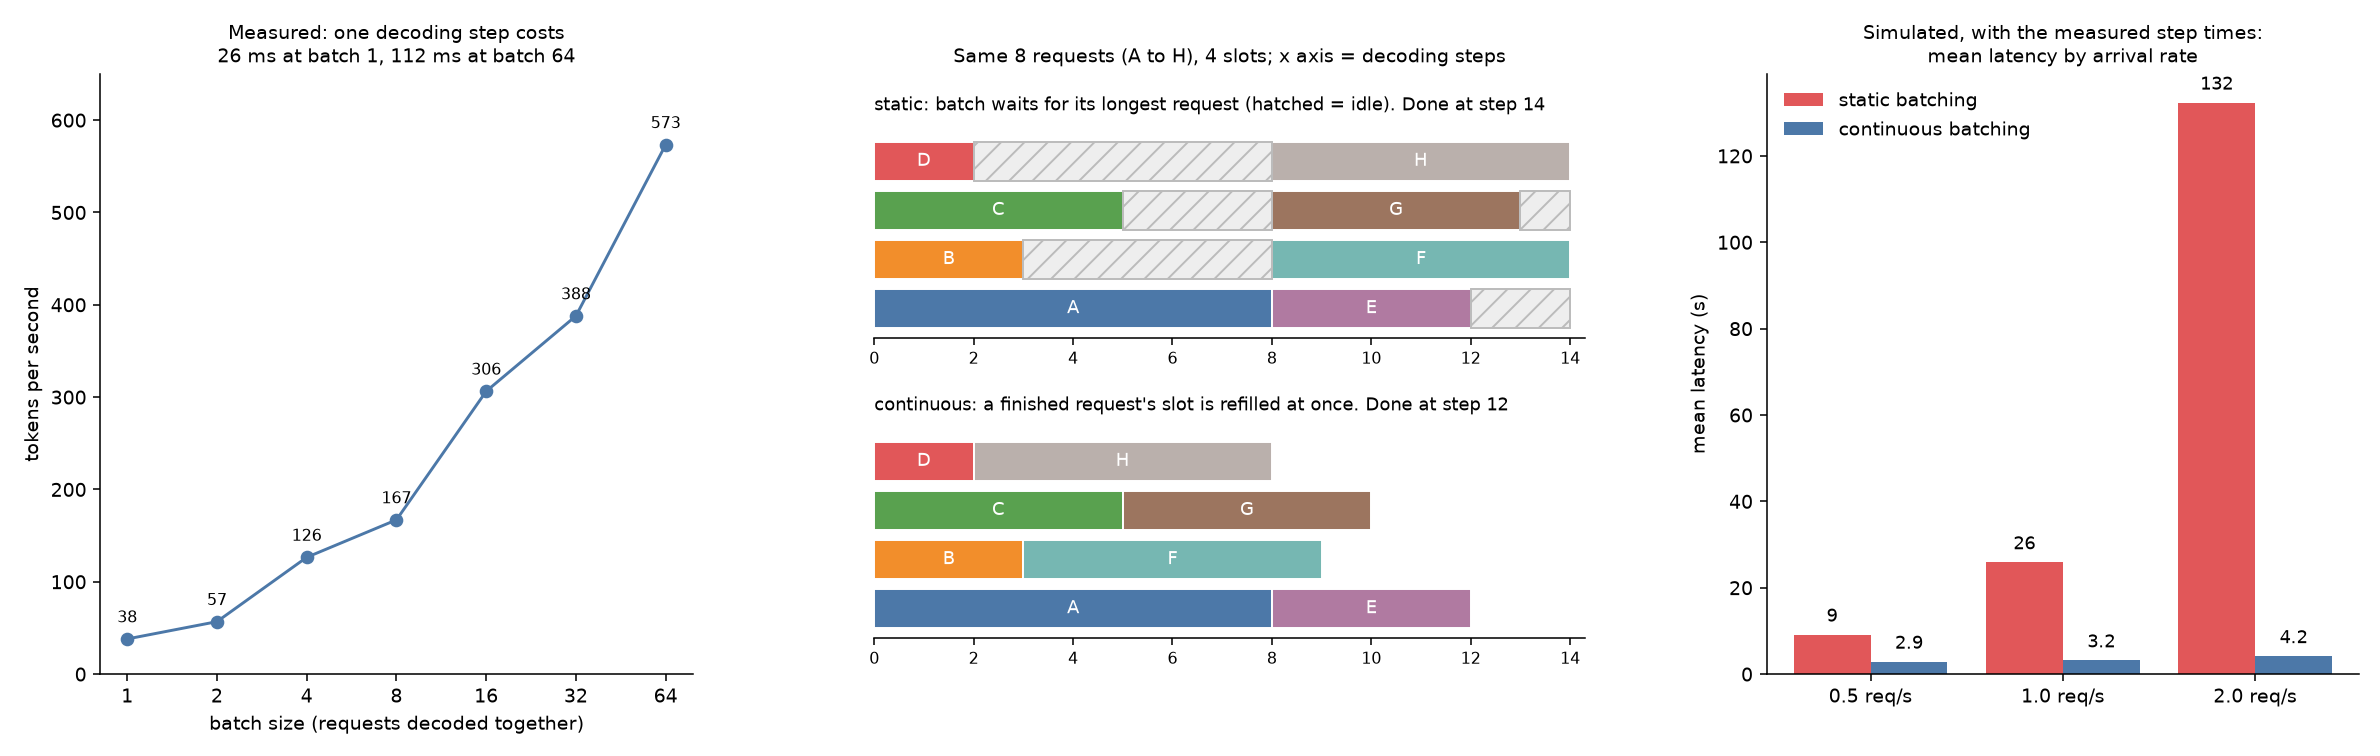 Measured: one decoding step costs
26 ms at batch 1, 112 ms at batch 64
tokens per second
600
500
400
300
200
100
0
38
57
126
167
306
388
573
1 2 4 8 16 32 64
batch size (requests decoded together)
Same 8 requests (A to H), 4 slots; x axis = decoding steps
static: batch waits for its longest request (hatched = idle). Done at step 14
D H
C G
B F
A E
0 2 4 6 8 10 12 14
continuous: a finished request's slot is refilled at once. Done at step 12
D H
C G
B F
A E
0 2 4 6 8 10 12 14
Simulated, with the measured step times:
mean latency by arrival rate
static batching
continuous batching
mean latency (s)
120
100
80
60
40
20
0
9
2.9
26
3.2
132
4.2
0.5 req/s 1.0 req/s 2.0 req/s